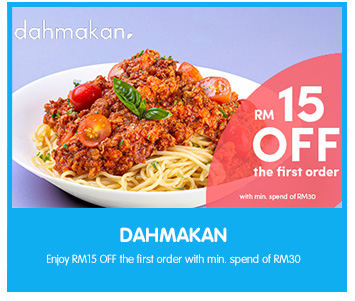 dahmakan.
RM 15
OFF
the first order
with min. spend of RM30
DAHMAKAN
Enjoy RM15 OFF the first order with min. spend of RM30